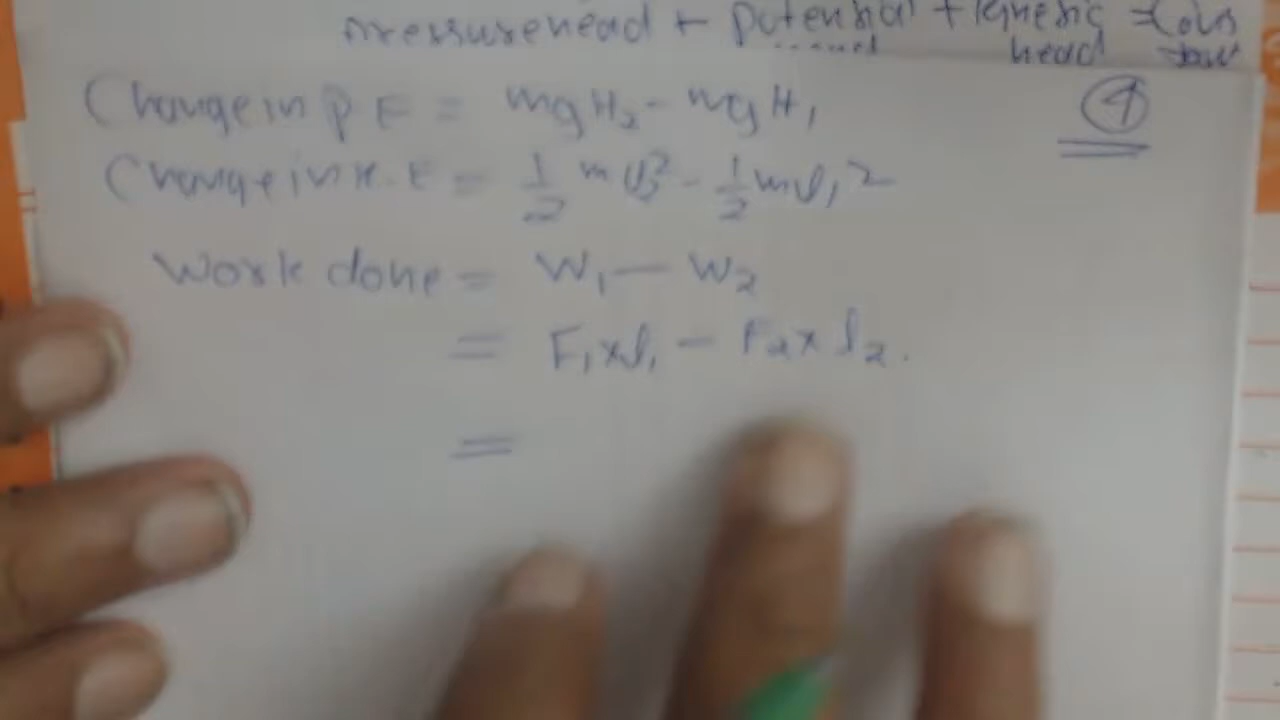 pressurehead + potential + kinetic = Cons
head
④
Change in P.E = mgH₂ - mgH₁
Change in K.E = 1/2 mv₂² - 1/2 mv₁²
Work done = W₁ — W₂
= F₁ x l₁ - F₂ x l₂.
=